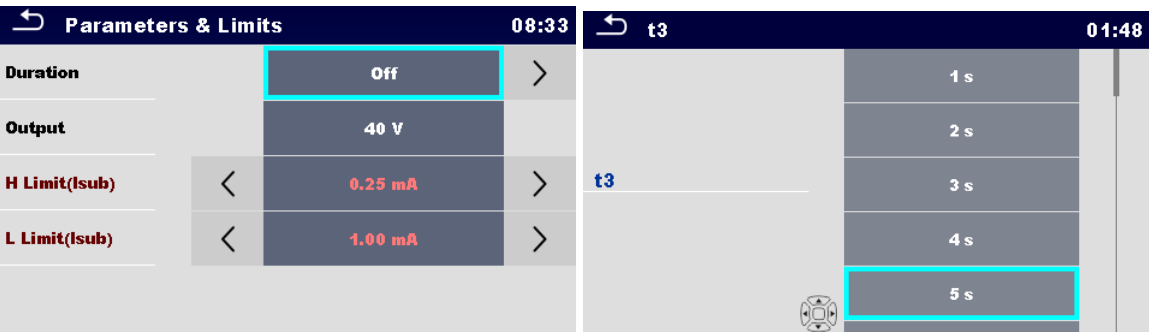 Parameters & Limits 08:33
Duration Off
Output 40 V
H Limit(Isub) 0.25 mA
L Limit(Isub) 1.00 mA
t3 01:48
1 s
2 s
t3 3 s
4 s
5 s